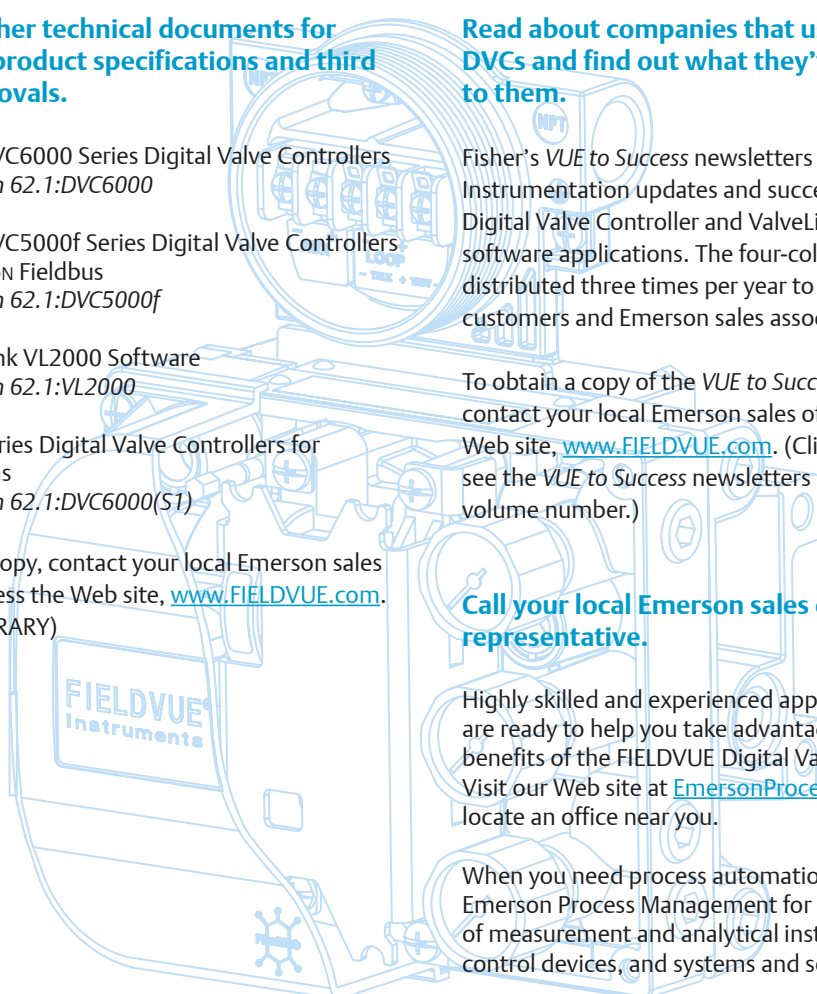 her technical documents for
product specifications and third
ovals.
VC6000 Series Digital Valve Controllers
n 62.1:DVC6000
VC5000f Series Digital Valve Controllers
ON Fieldbus
n 62.1:DVC5000f
nk VL2000 Software
n 62.1:VL2000
ries Digital Valve Controllers for
ns
n 62.1:DVC6000(S1)
opy, contact your local Emerson sales
ess the Web site, www.FIELDVUE.com.
RARY)
Read about companies that u
DVCs and find out what they'
to them.
Fisher's VUE to Success newsletters
Instrumentation updates and succe
Digital Valve Controller and ValveLi
software applications. The four-col
distributed three times per year to
customers and Emerson sales assoc
To obtain a copy of the VUE to Succ
contact your local Emerson sales of
Web site, www.FIELDVUE.com. (Cli
see the VUE to Success newsletters
volume number.)
Call your local Emerson sales
representative.
Highly skilled and experienced app
are ready to help you take advantag
benefits of the FIELDVUE Digital Va
Visit our Web site at EmersonProce
locate an office near you.
When you need process automatio
Emerson Process Management for
of measurement and analytical inst
control devices, and systems and se
NPT
NPT
LOOP
FIELDVUE
Instruments